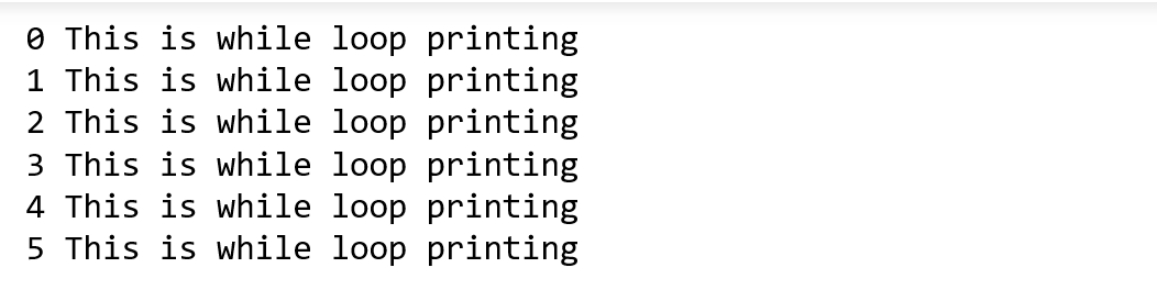 0 This is while loop printing
1 This is while loop printing
2 This is while loop printing
3 This is while loop printing
4 This is while loop printing
5 This is while loop printing